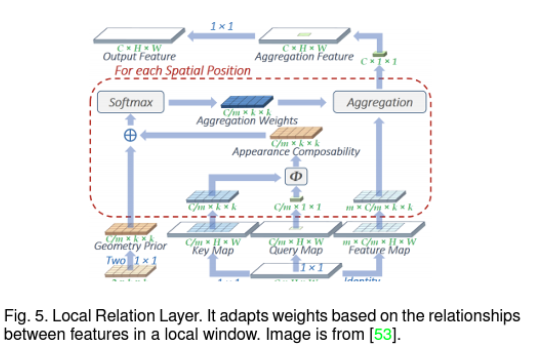 1 × 1
C × H × W
Output Feature
C × H × W
Aggregation Feature
C × 1 × 1
For each Spatial Position
Softmax
Aggregation
C/m × k × k
Aggregation Weights
C/m × k × k
Appearance Composability
Φ
C/m × k × k
C/m × 1 × 1
m × C/m × k × k
C/m × k × k
Geometry Prior
C/m × H × W
Key Map
C/m × H × W
Query Map
m × C/m × H × W
Feature Map
Two 1 × 1
1 × 1
Identity
Fig. 5. Local Relation Layer. It adapts weights based on the relationships
between features in a local window. Image is from [53].